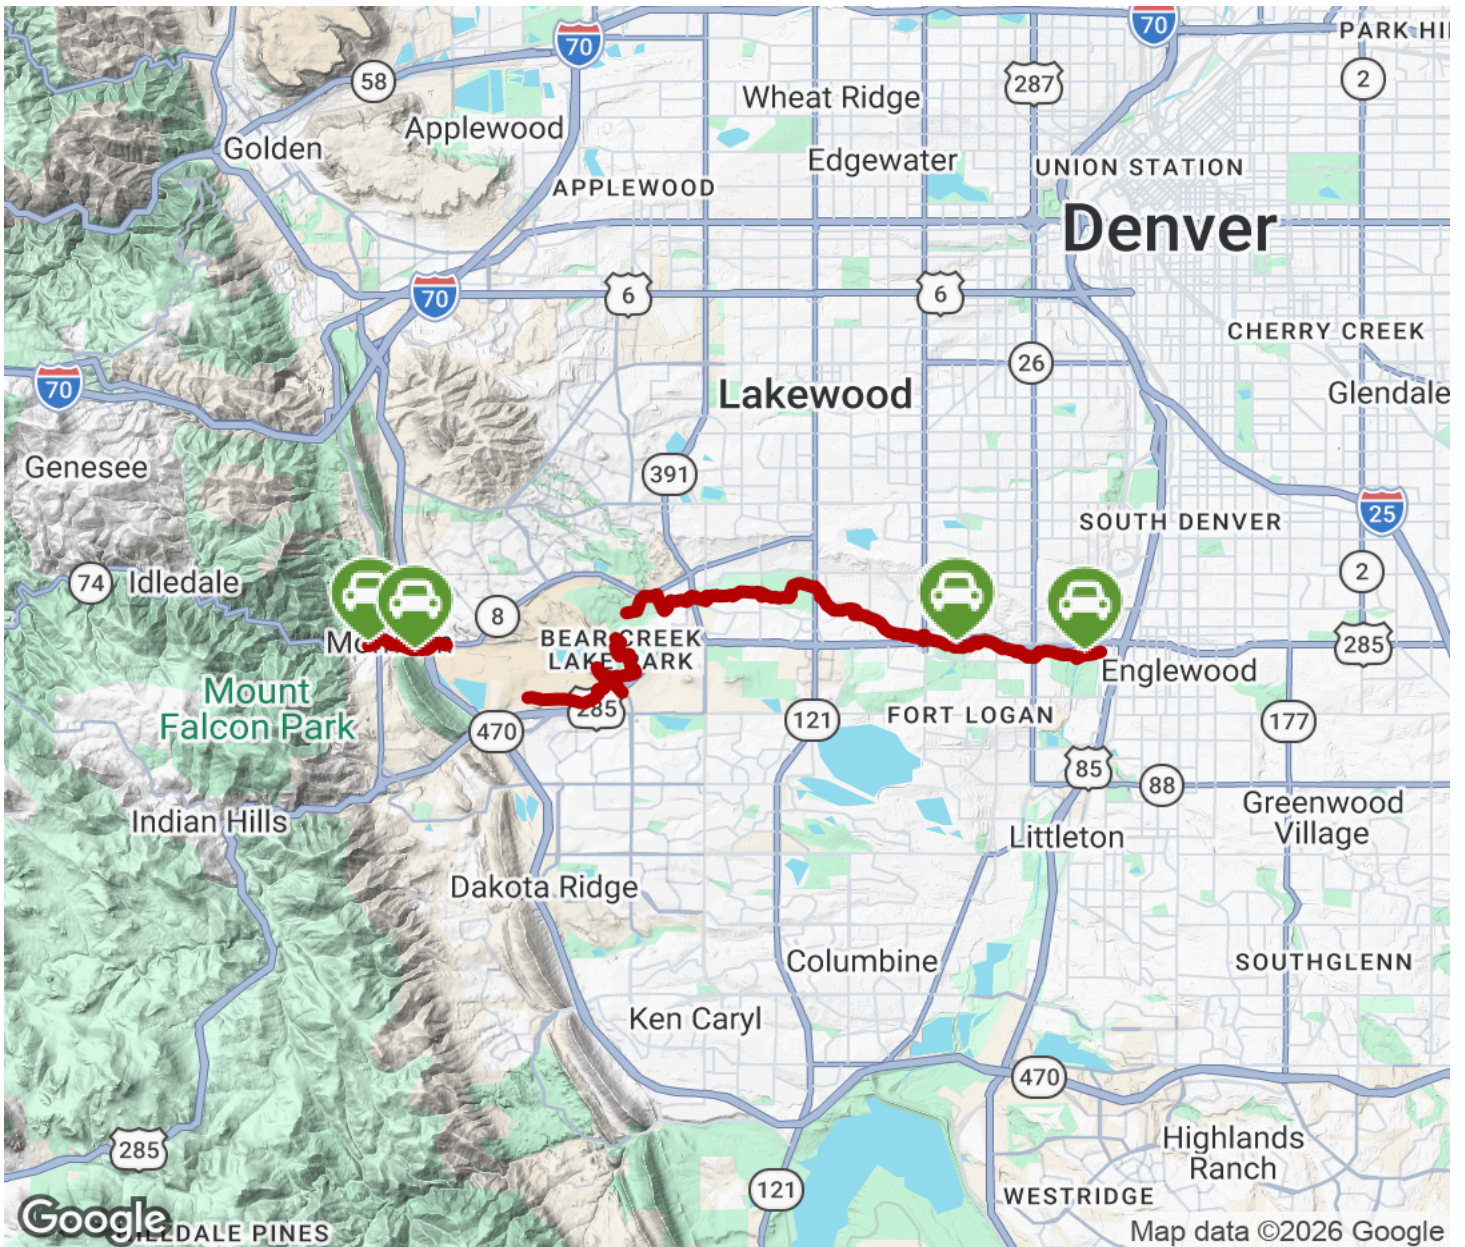 70
70
PARK HI
58
287
2
Wheat Ridge
Applewood
Golden
Edgewater
UNION STATION
APPLEWOOD
Denver
70
6
6
CHERRY CREEK
26
70
Lakewood
Glendale
Genesee
391
25
SOUTH DENVER
74
Idledale
2
8
BEAR CREEK
LAKE PARK
285
Englewood
Mount
Falcon Park
285
FORT LOGAN
470
121
177
85
88
Indian Hills
Greenwood
Village
Littleton
Dakota Ridge
Columbine
SOUTHGLENN
Ken Caryl
470
285
Highlands
Ranch
121
WESTRIDGE
Google
Map data ©2026 Google